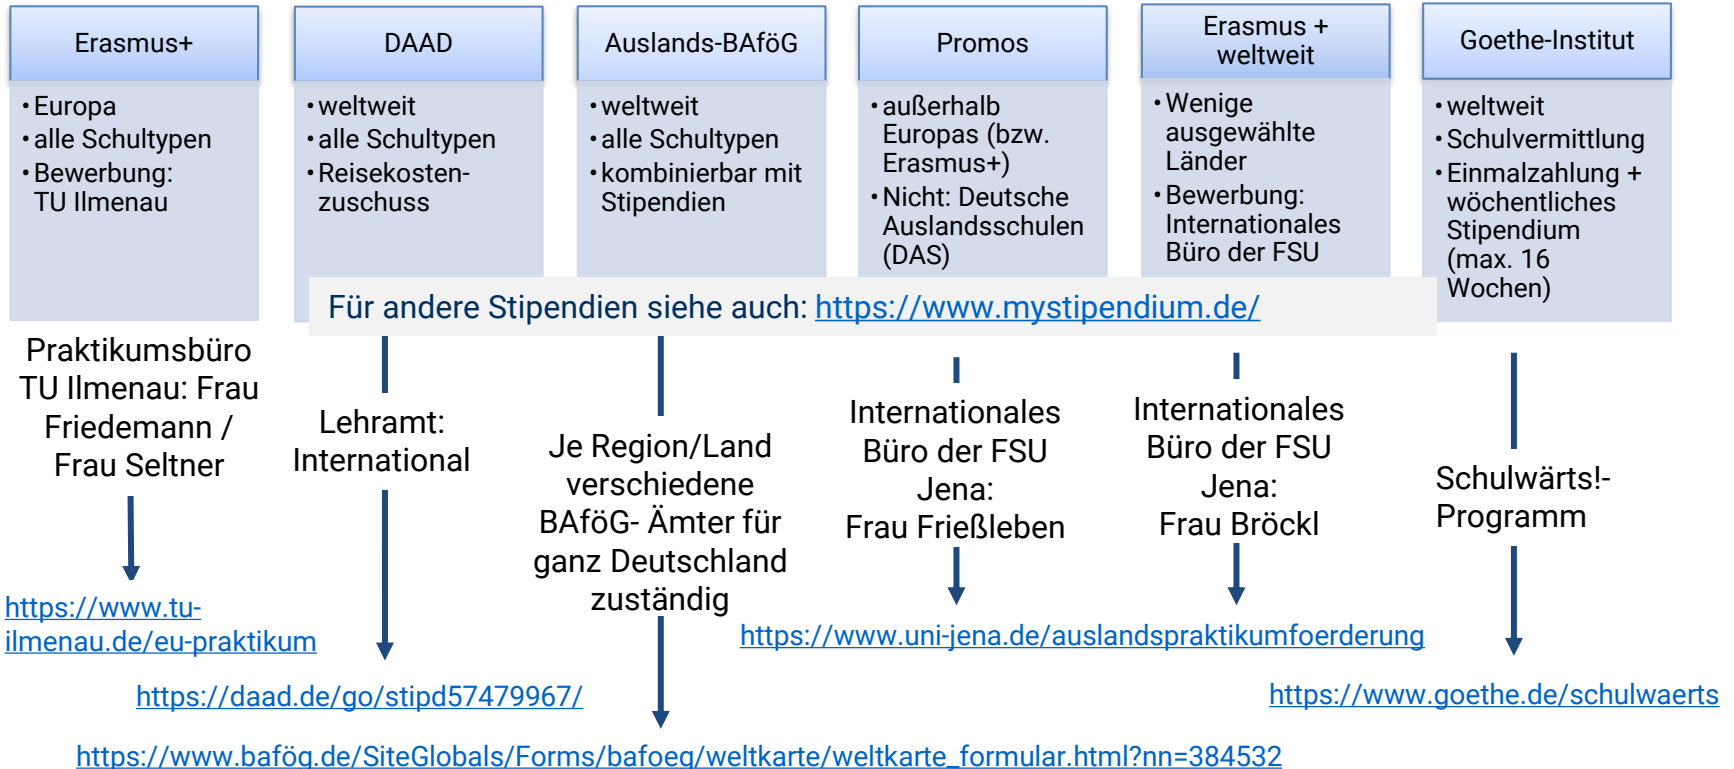 Erasmus+
• Europa
• alle Schultypen
• Bewerbung:
TU Ilmenau
Praktikumsbüro
TU Ilmenau: Frau
Friedemann /
Frau Seltner
https://www.tu-
ilmenau.de/eu-praktikum
DAAD
• weltweit
• alle Schultypen
• Reisekosten-
zuschuss
Lehramt:
International
https://daad.de/go/stipd57479967/
Auslands-BAföG
• weltweit
• alle Schultypen
• kombinierbar mit
Stipendien
Je Region/Land
verschiedene
BAföG- Ämter für
ganz Deutschland
zuständig
https://www.bafög.de/SiteGlobals/Forms/bafoeg/weltkarte/weltkarte_formular.html?nn=384532
Promos
• außerhalb
Europas (bzw.
Erasmus+)
• Nicht: Deutsche
Auslandsschulen
(DAS)
Internationales
Büro der FSU
Jena:
Frau Frießleben
Erasmus +
weltweit
• Wenige
ausgewählte
Länder
• Bewerbung:
Internationales
Büro der FSU
Internationales
Büro der FSU
Jena:
Frau Bröckl
https://www.uni-jena.de/auslandspraktikumfoerderung
Goethe-Institut
• weltweit
• Schulvermittlung
• Einmalzahlung +
wöchentliches
Stipendium
(max. 16
Wochen)
Schulwärts!-
Programm
https://www.goethe.de/schulwaerts
Für andere Stipendien siehe auch: https://www.mystipendium.de/